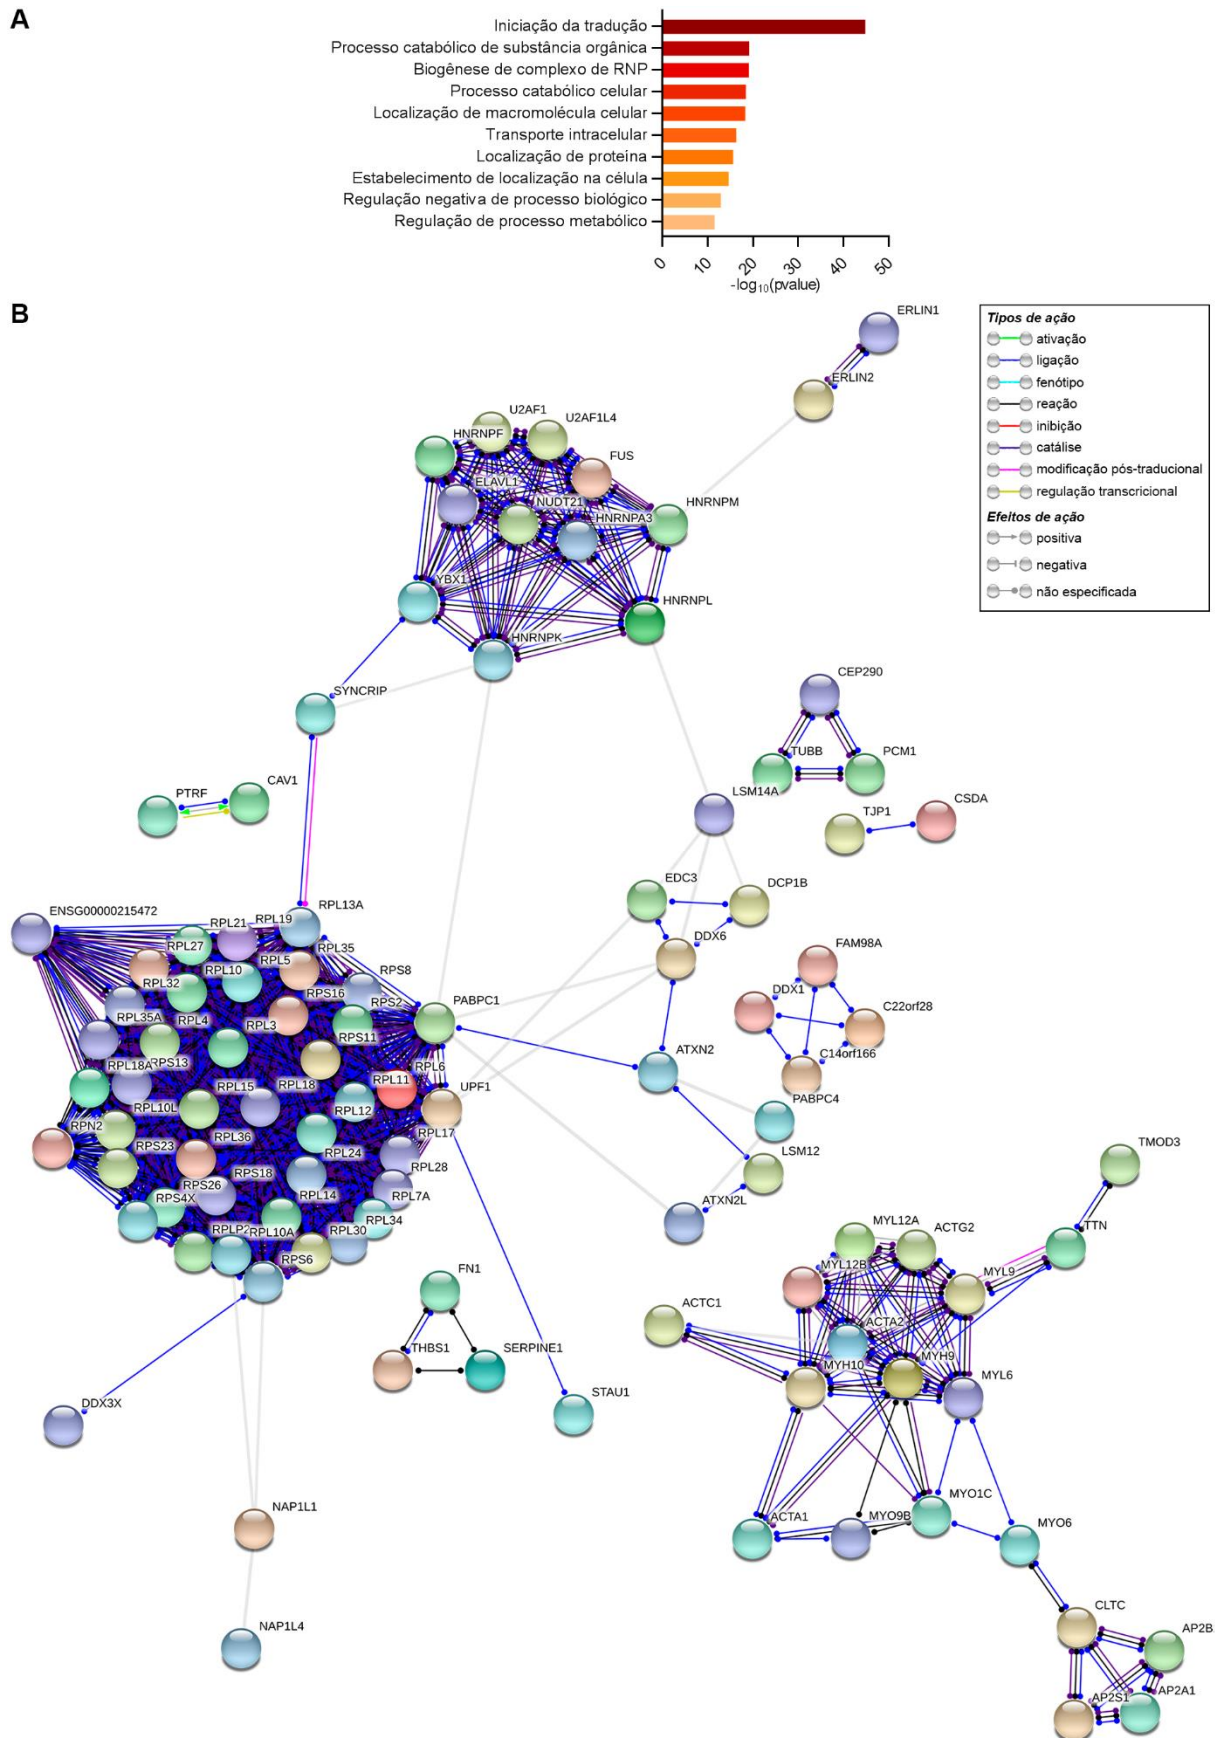 A
Iniciação da tradução
Processo catabólico de substância orgânica
Biogênese de complexo de RNP
Processo catabólico celular
Localização de macromolécula celular
Transporte intracelular
Localização de proteína
Estabelecimento de localização na célula
Regulação negativa de processo biológico
Regulação de processo metabólico
0 10 20 30 40 50
-log10(pvalue)
B
Tipos de ação
ativação
ligação
fenótipo
reação
inibição
catálise
modificação pós-traducional
regulação transcricional
Efeitos de ação
positiva
negativa
não especificada
ERLIN1
ERLIN2
U2AF1
U2AF1L4
HNRNPF
FUS
ELAVL1
NUDT21
HNRNPM
HNRNPA3
YBX1
HNRNPL
HNRNPK
SYNCRIP
CEP290
TUBB
PCM1
PTRF
CAV1
LSM14A
TJP1
CSDA
EDC3
DCP1B
DDX6
ENSG00000215472
RPL13A
RPL21
RPL19
RPL27
RPL35
RPL10
RPL5
RPS8
RPL32
RPS16
RPS2
PABPC1
RPL35A
RPL4
RPL3
RPS11
FAM98A
DDX1
C22orf28
C14orf166
PABPC4
ATXN2
RPL18A
RPS13
RPL15
RPL18
RPL11
RPL6
UPF1
RPL10L
RPL12
RPN2
RPL36
RPL17
RPS23
RPL24
RPL28
RPS26
RPS18
RPL14
RPL7A
RPS4X
RPL34
RPLP2
RPL10A
RPL30
RPS6
LSM12
ATXN2L
TMOD3
TTN
MYL12A
ACTG2
MYL12B
MYL9
ACTC1
ACTA2
MYH10
MYH9
MYL6
FN1
THBS1
SERPINE1
STAU1
DDX3X
NAP1L1
NAP1L4
ACTA1
MYO9B
MYO1C
MYO6
CLTC
AP2B
AP2A1
AP2S1